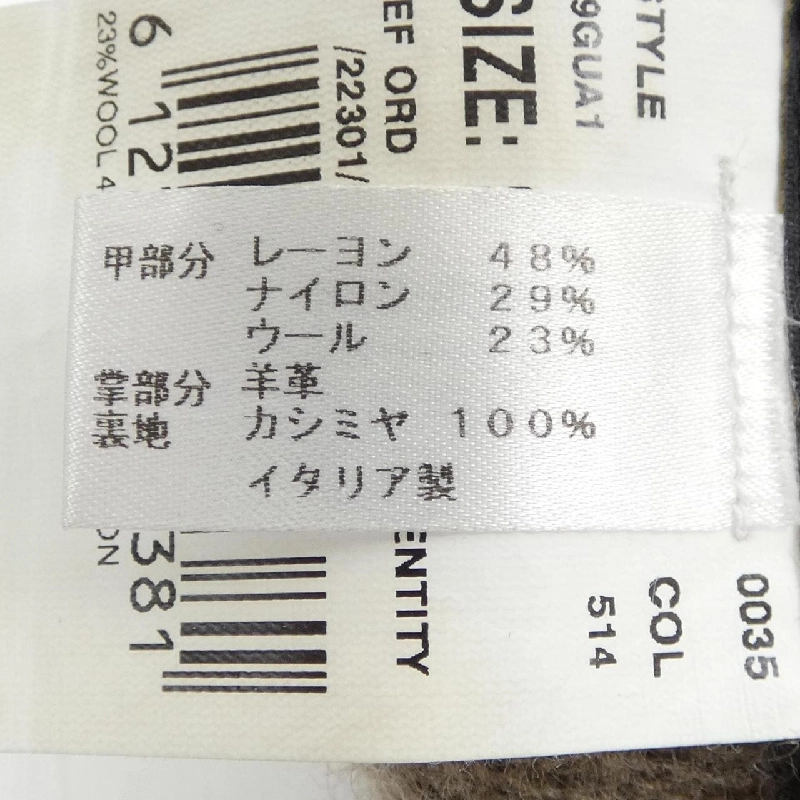 甲部分 レーヨン 48%
ナイロン 29%
ウール 23%
掌部分 羊革
裏地 カシミヤ 100%
イタリア製
STYLE
9GUA1
SIZE:
EF ORD
/22301/
6 12
23%WOOL 4
0035
COL
514
ENTITY
381
ON